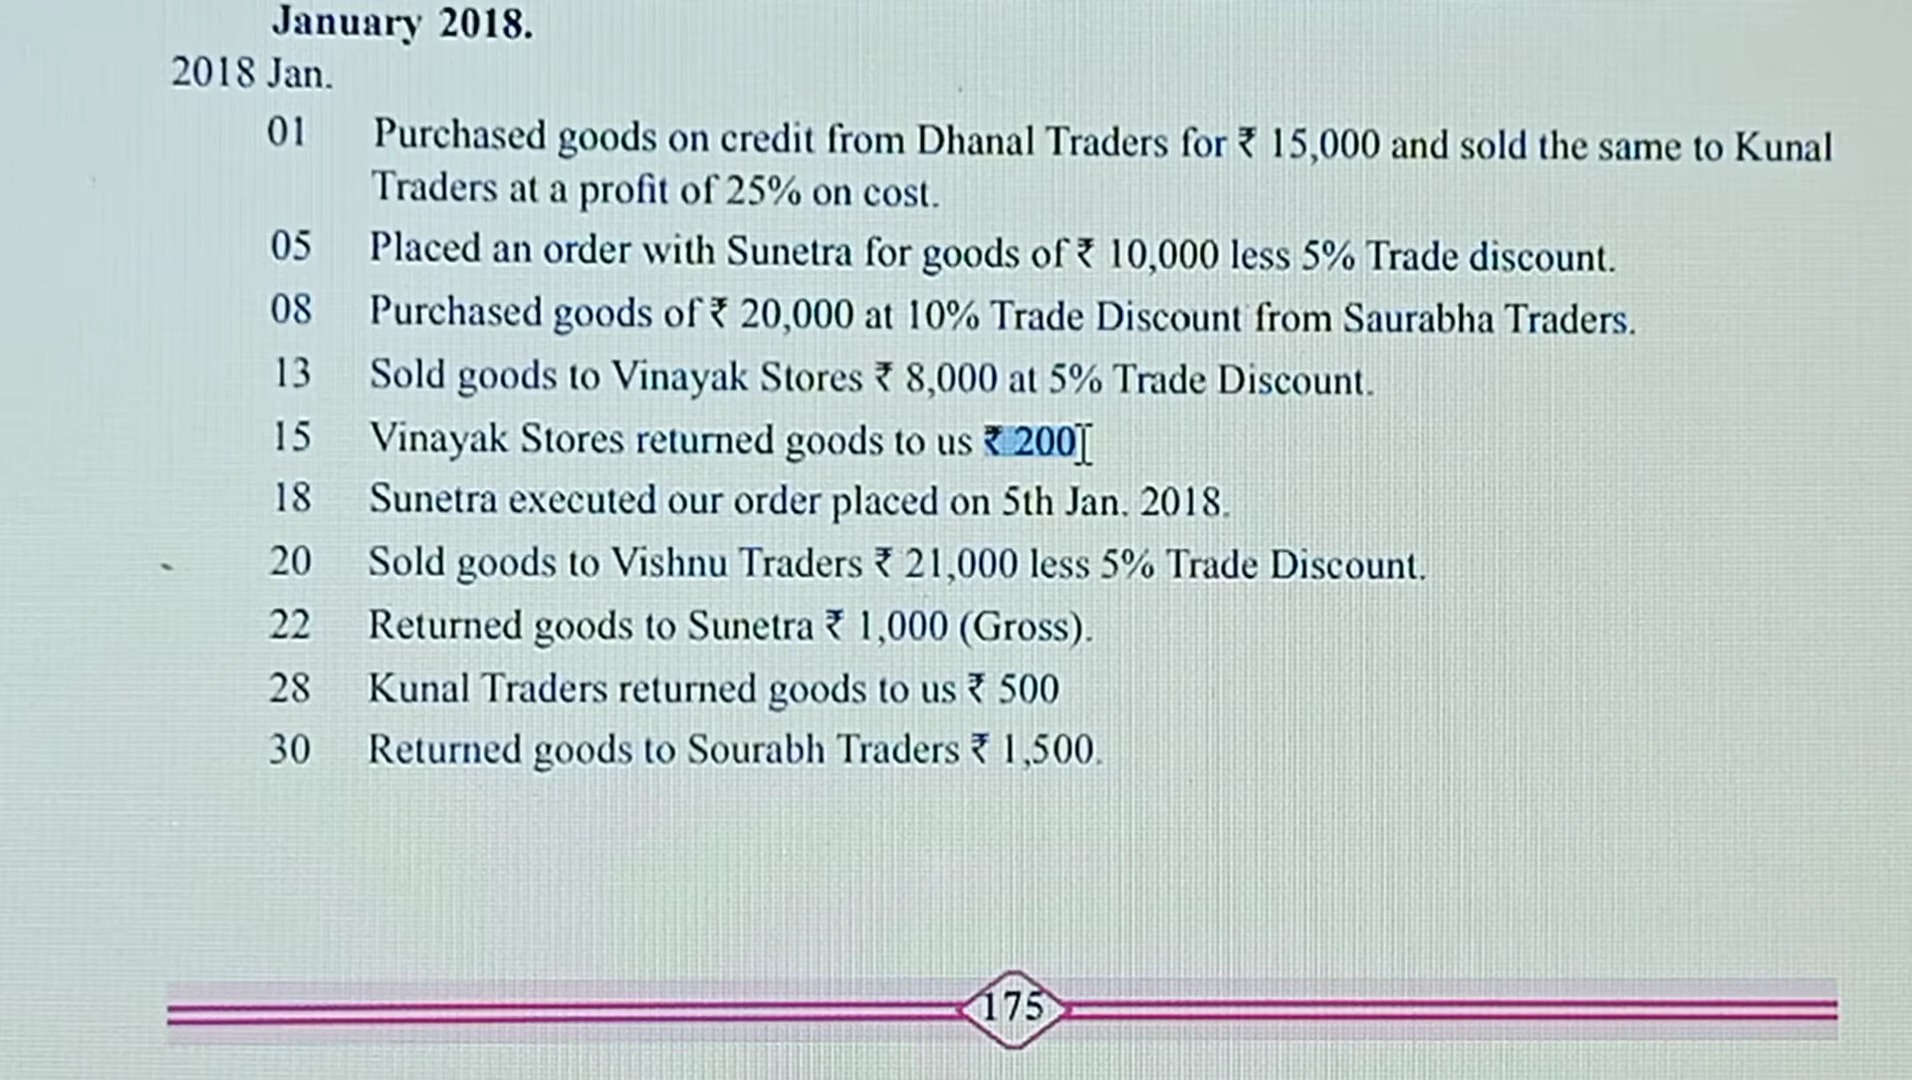 January 2018.
2018 Jan.
01 Purchased goods on credit from Dhanal Traders for ₹ 15,000 and sold the same to Kunal
Traders at a profit of 25% on cost.
05 Placed an order with Sunetra for goods of ₹ 10,000 less 5% Trade discount.
08 Purchased goods of ₹ 20,000 at 10% Trade Discount from Saurabha Traders.
13 Sold goods to Vinayak Stores ₹ 8,000 at 5% Trade Discount.
15 Vinayak Stores returned goods to us ₹ 200
18 Sunetra executed our order placed on 5th Jan. 2018.
20 Sold goods to Vishnu Traders ₹ 21,000 less 5% Trade Discount.
22 Returned goods to Sunetra ₹ 1,000 (Gross).
28 Kunal Traders returned goods to us ₹ 500
30 Returned goods to Sourabh Traders ₹ 1,500.
175